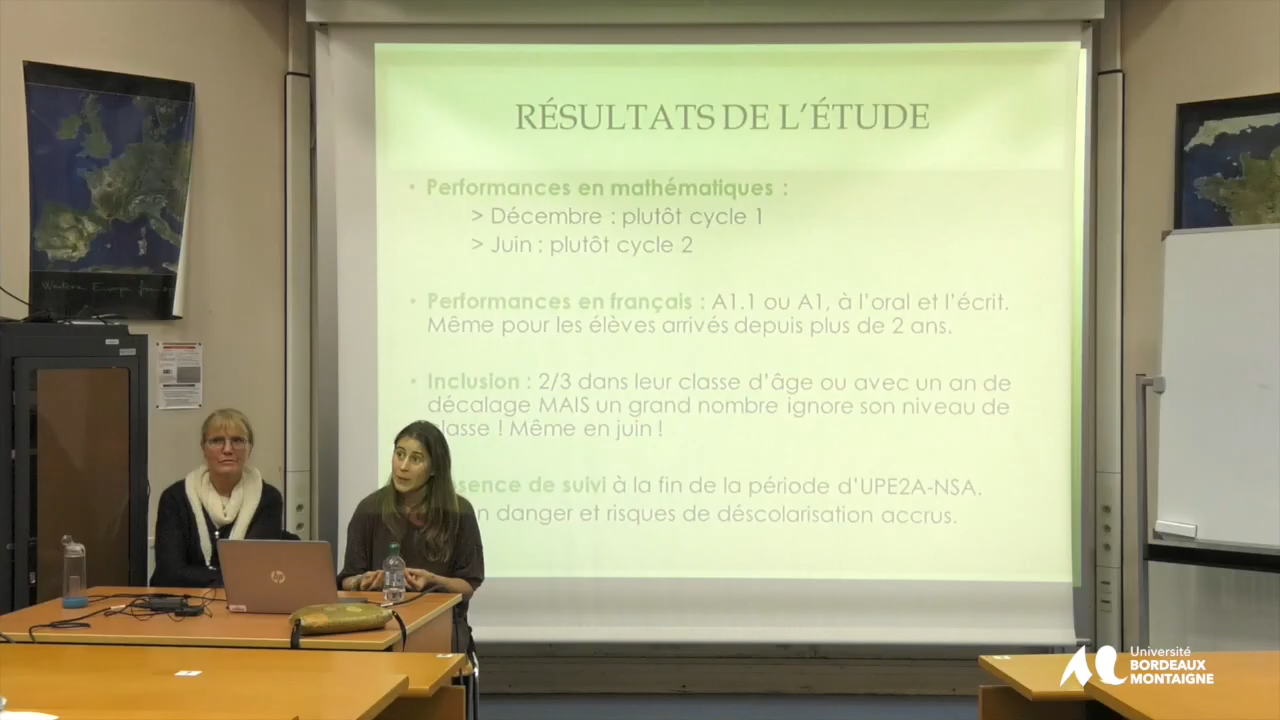 RÉSULTATS DE L'ÉTUDE
• Performances en mathématiques :
> Décembre : plutôt cycle 1
> Juin : plutôt cycle 2
• Performances en français : A1.1 ou A1, à l'oral et l'écrit.
Même pour les élèves arrivés depuis plus de 2 ans.
• Inclusion : 2/3 dans leur classe d'âge ou avec un an de
décalage MAIS un grand nombre ignore son niveau de
classe ! Même en juin !
sence de suivi à la fin de la période d'UPE2A-NSA.
n danger et risques de déscolarisation accrus.
Western Europe from
hp
Université
BORDEAUX
MONTAIGNE